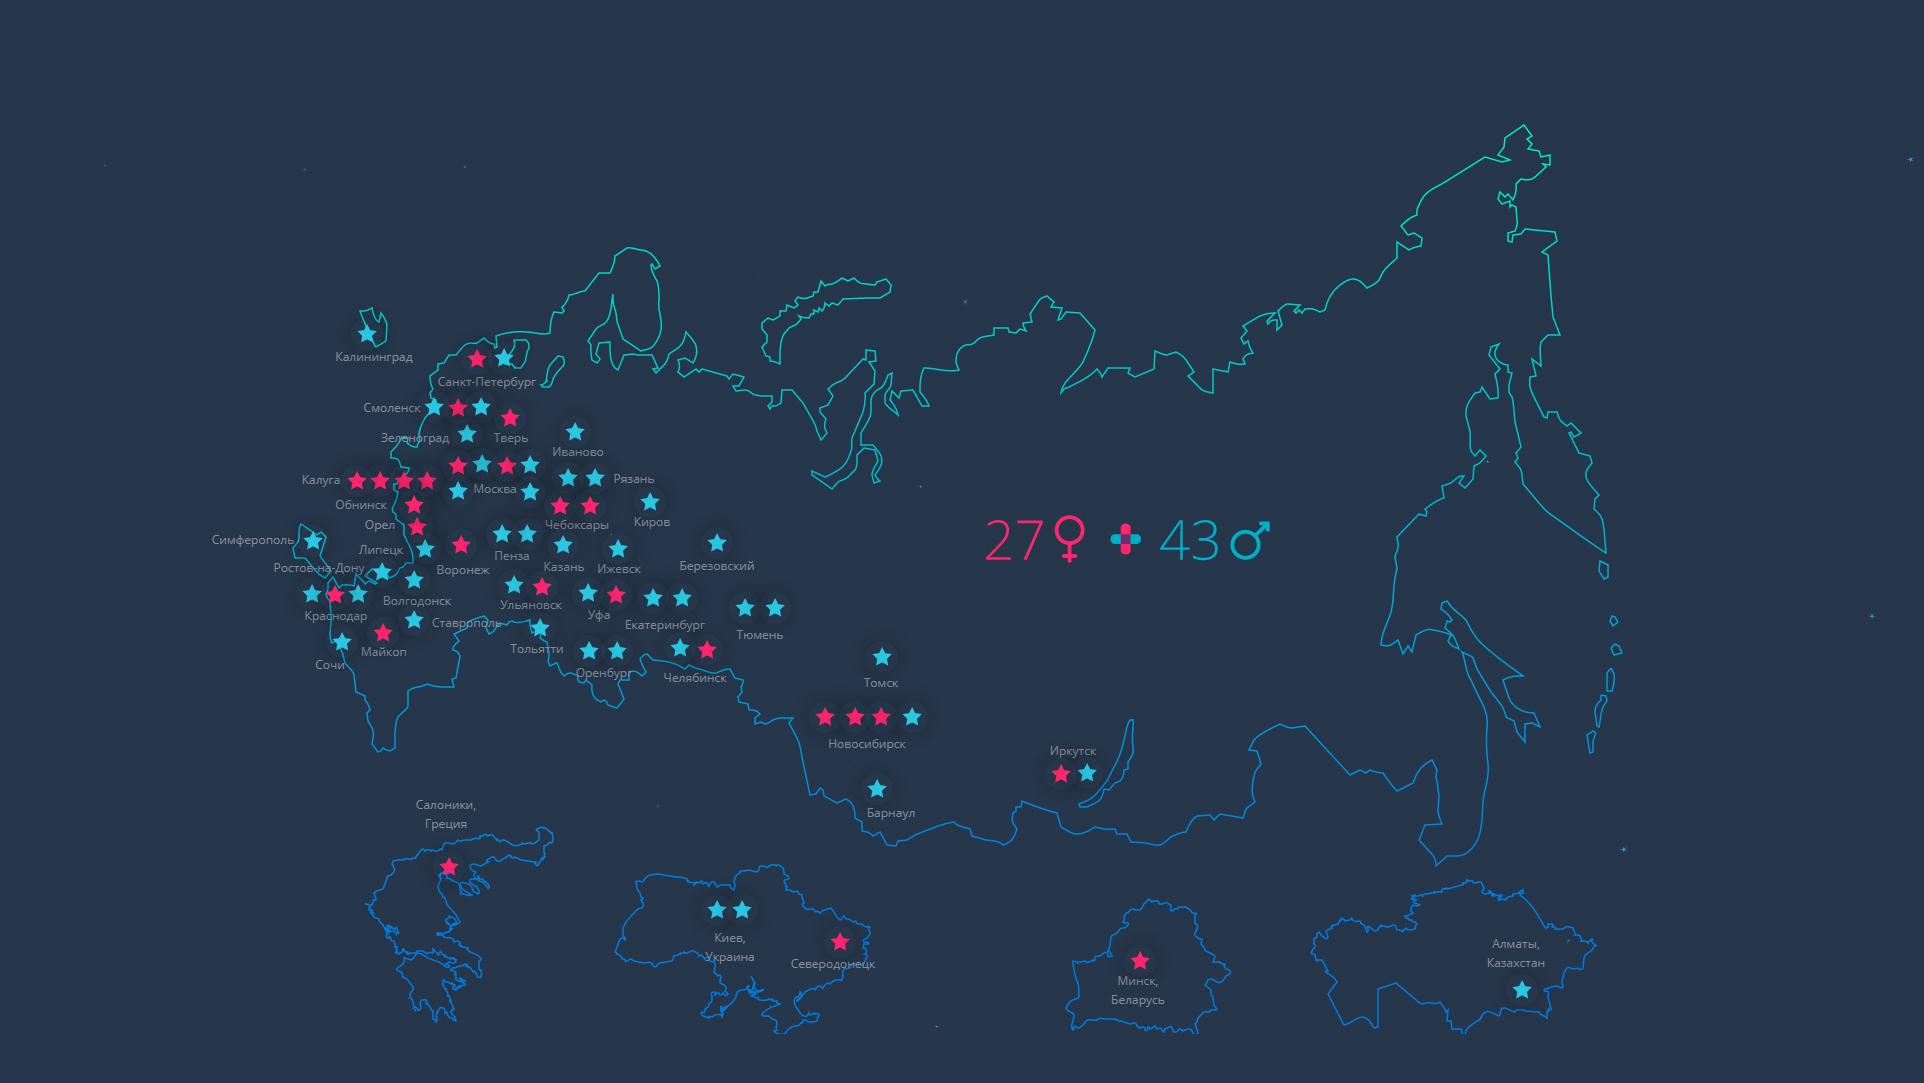 Калининград
Санкт-Петербург
Смоленск
Зеленоград
Тверь
Иваново
Калуга
Москва
Рязань
Обнинск
Чебоксары
Киров
Орел
Симферополь
Липецк
Воронеж
Пенза
Казань
Ижевск
Березовский
27 + 43
Ростов-на-Дону
Краснодар
Волгодонск
Ульяновск
Уфа
Екатеринбург
Тюмень
Ставрополь
Сочи
Майкоп
Тольятти
Оренбург
Челябинск
Томск
Новосибирск
Иркутск
Барнаул
Салоники,
Греция
Киев,
Украина
Северодонецк
Минск,
Беларусь
Алматы,
Казахстан